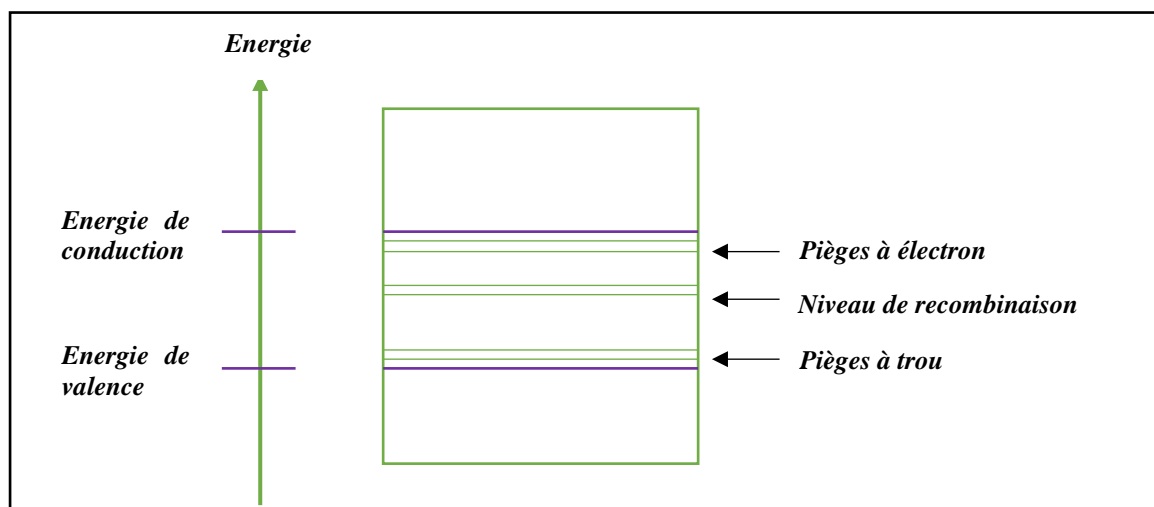 Energie
Energie de
conduction
Pièges à électron
Niveau de recombinaison
Energie de
valence
Pièges à trou